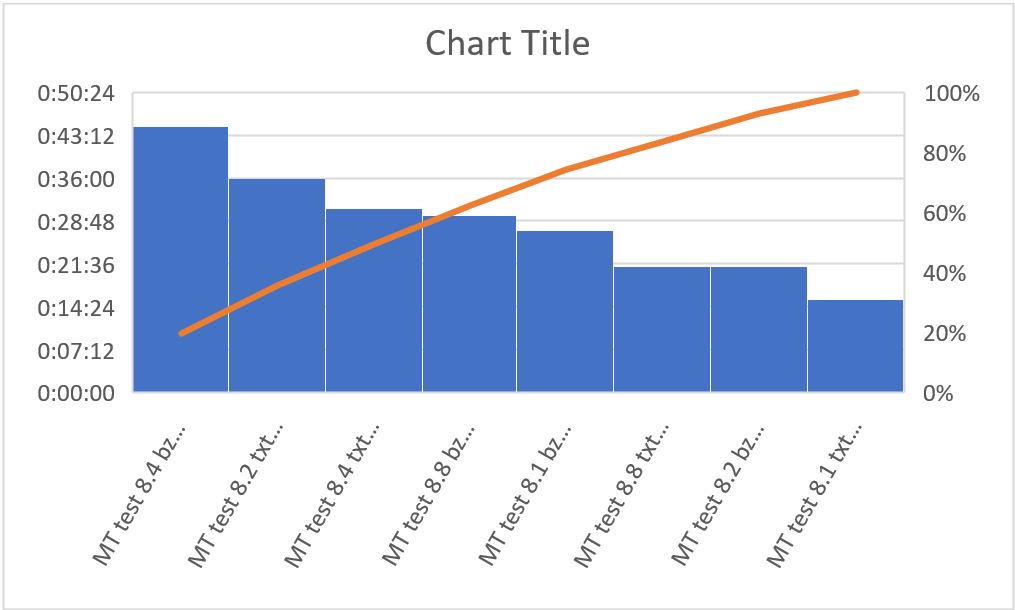 Chart Title
0:50:24
0:43:12
0:36:00
0:28:48
0:21:36
0:14:24
0:07:12
0:00:00
100%
80%
60%
40%
20%
0%
MT test 8.4 bz...
MT test 8.2 txt...
MT test 8.4 txt...
MT test 8.8 bz...
MT test 8.1 bz...
MT test 8.8 txt...
MT test 8.2 bz...
MT test 8.1 txt...